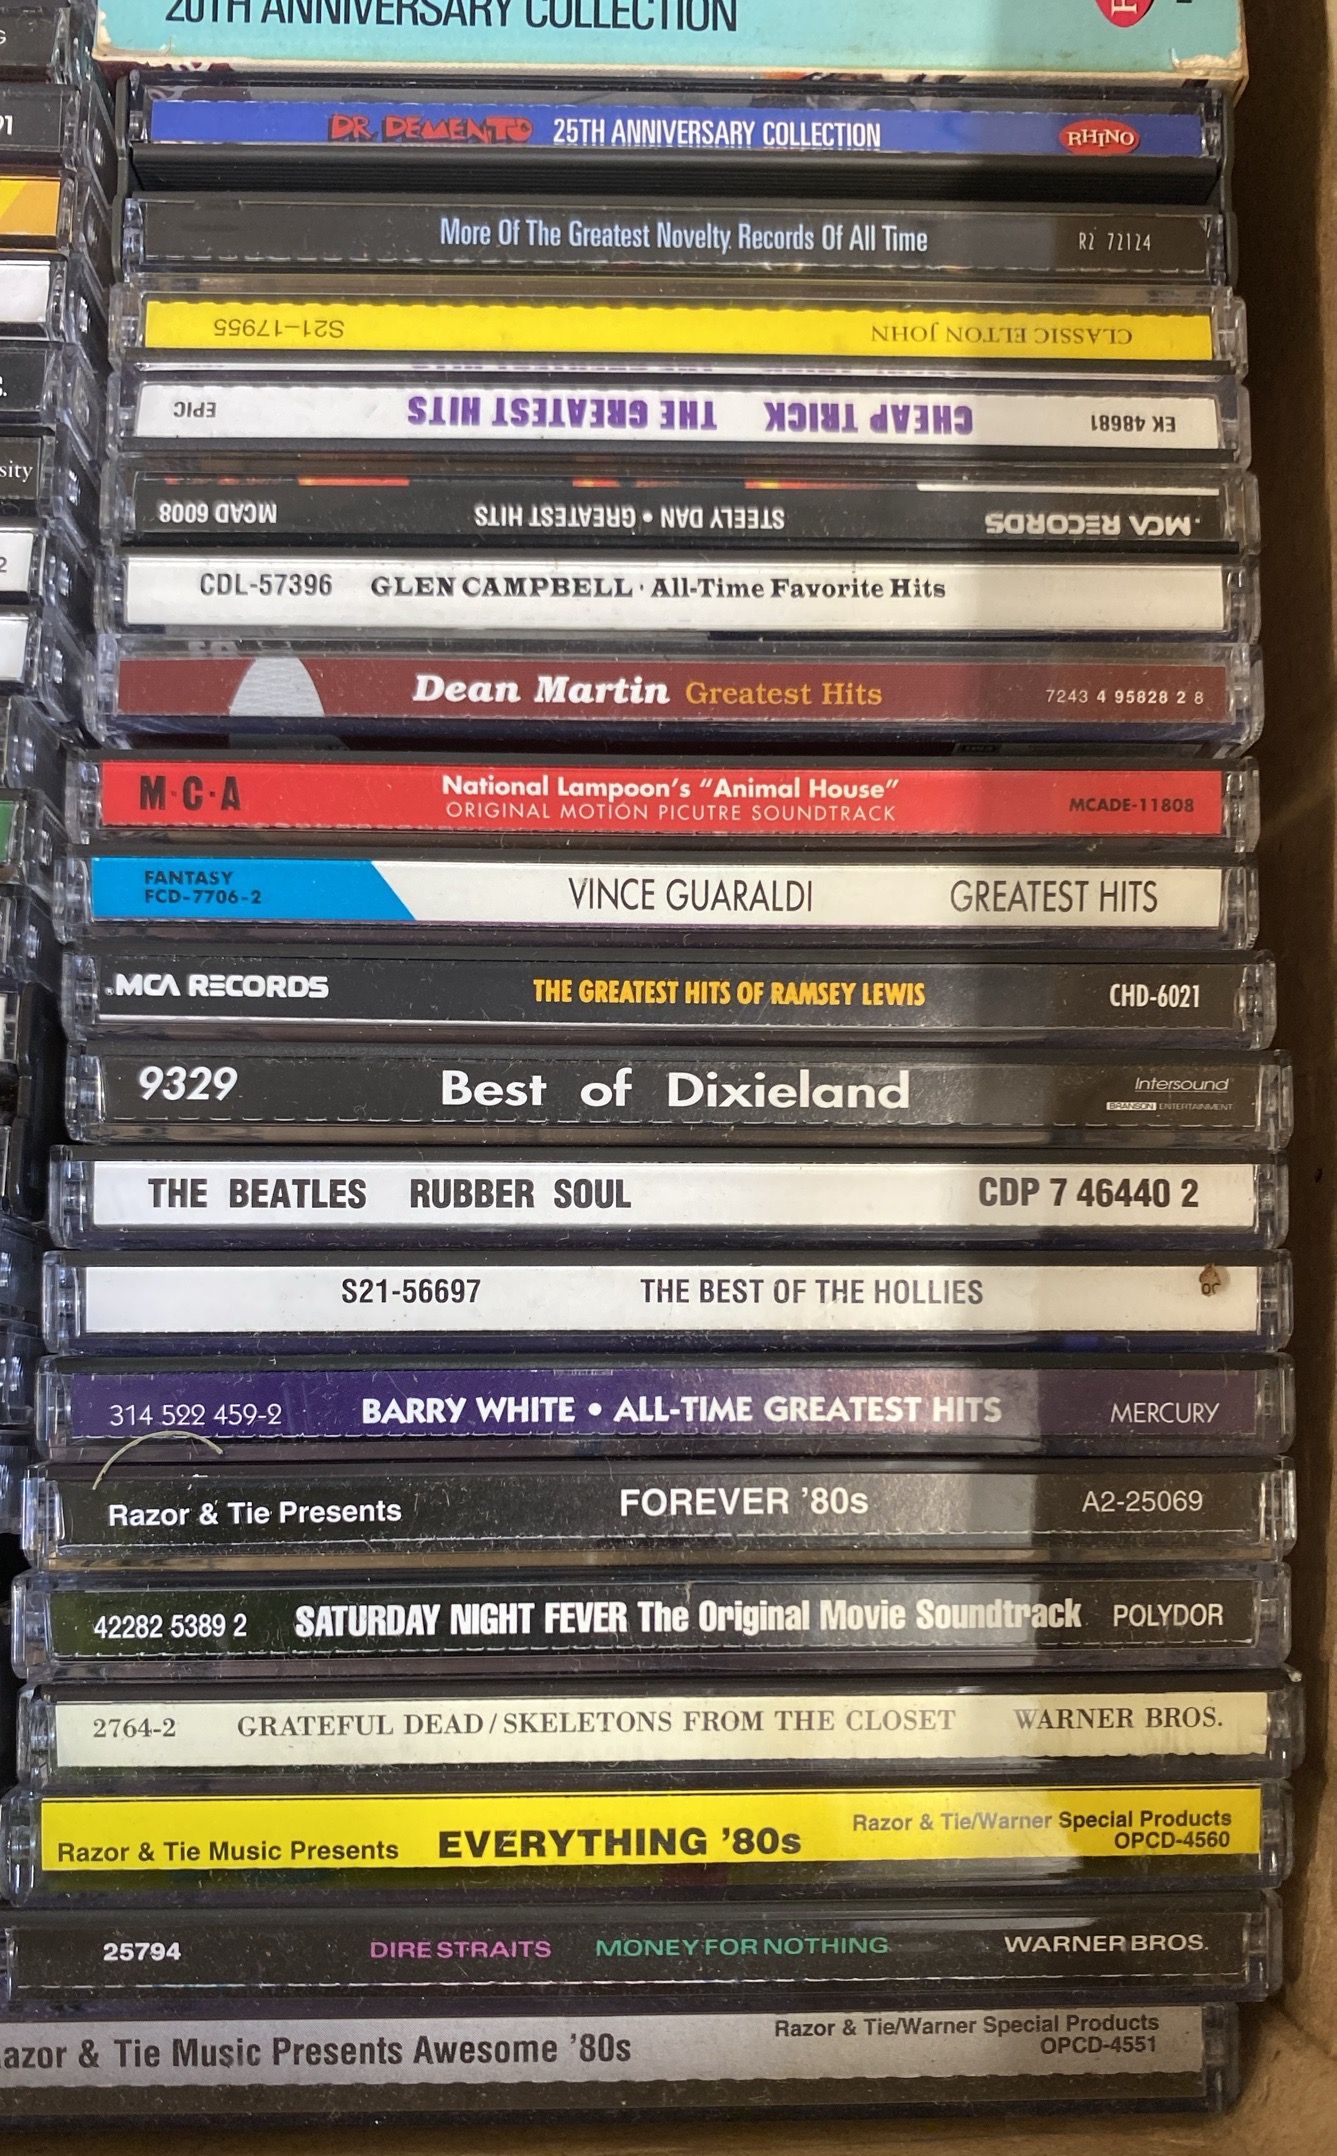 20TH ANNIVERSARY COLLECTION
DR. DEMENTO 25TH ANNIVERSARY COLLECTION RHINO
More Of The Greatest Novelty Records Of All Time R2 72124
CLASSIC ELTON JOHN S21-17955
EK 48681 CHEAP TRICK THE GREATEST HITS EPIC
MCA RECORDS STEELY DAN • GREATEST HITS MCAD 6008
CDL-57396 GLEN CAMPBELL · All-Time Favorite Hits
Dean Martin Greatest Hits 7243 4 95828 2 8
M·C·A National Lampoon's "Animal House" MCADE-11808
ORIGINAL MOTION PICUTRE SOUNDTRACK
FANTASY
FCD-7706-2 VINCE GUARALDI GREATEST HITS
MCA RECORDS THE GREATEST HITS OF RAMSEY LEWIS CHD-6021
9329 Best of Dixieland Intersound
BRANSON ENTERTAINMENT
THE BEATLES RUBBER SOUL CDP 7 46440 2
S21-56697 THE BEST OF THE HOLLIES
314 522 459-2 BARRY WHITE • ALL-TIME GREATEST HITS MERCURY
Razor & Tie Presents FOREVER '80s A2-25069
42282 5389 2 SATURDAY NIGHT FEVER The Original Movie Soundtrack POLYDOR
2764-2 GRATEFUL DEAD/SKELETONS FROM THE CLOSET WARNER BROS.
Razor & Tie Music Presents EVERYTHING '80s Razor & Tie/Warner Special Products
OPCD-4560
25794 DIRE STRAITS MONEY FOR NOTHING WARNER BROS.
azor & Tie Music Presents Awesome '80s Razor & Tie/Warner Special Products
OPCD-4551